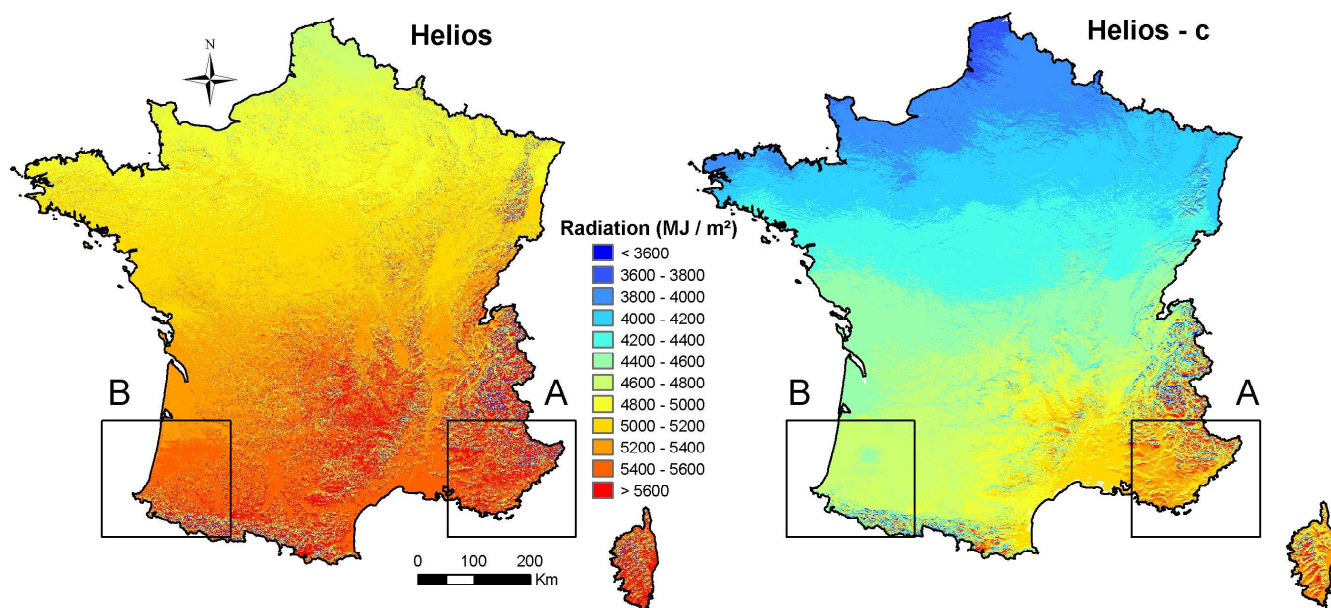 Helios
Helios - c
N
Radiation (MJ / m²)
< 3600
3600 - 3800
3800 - 4000
4000 - 4200
4200 - 4400
4400 - 4600
4600 - 4800
4800 - 5000
5000 - 5200
5200 - 5400
5400 - 5600
> 5600
B
A
B
A
0
100
200
Km